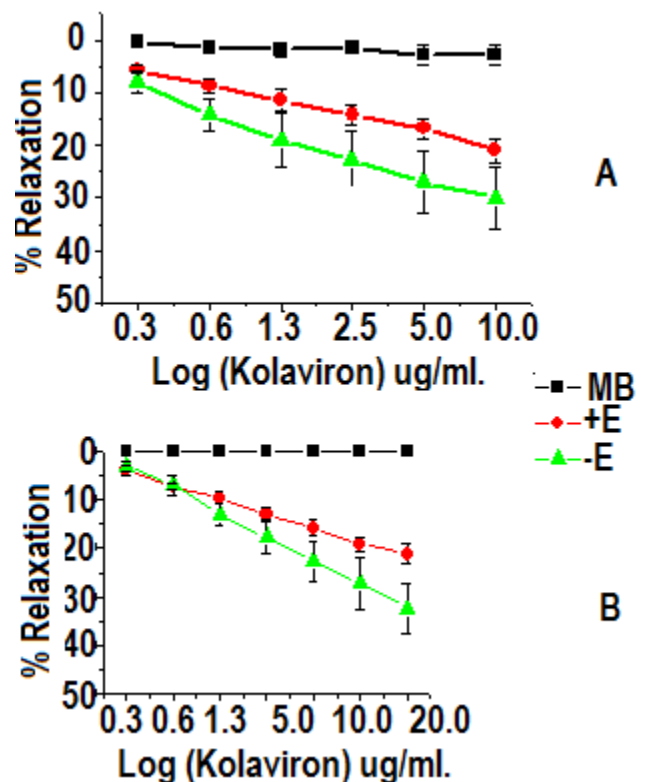 0
10
20
30
40
50
% Relaxation
A
0.3 0.6 1.3 2.5 5.0 10.0
Log (Kolaviron) ug/ml.
MB
+E
-E
0
10
20
30
40
50
% Relaxation
B
0.3 0.6 1.3 5.0 10.0 20.0
Log (Kolaviron) ug/ml.